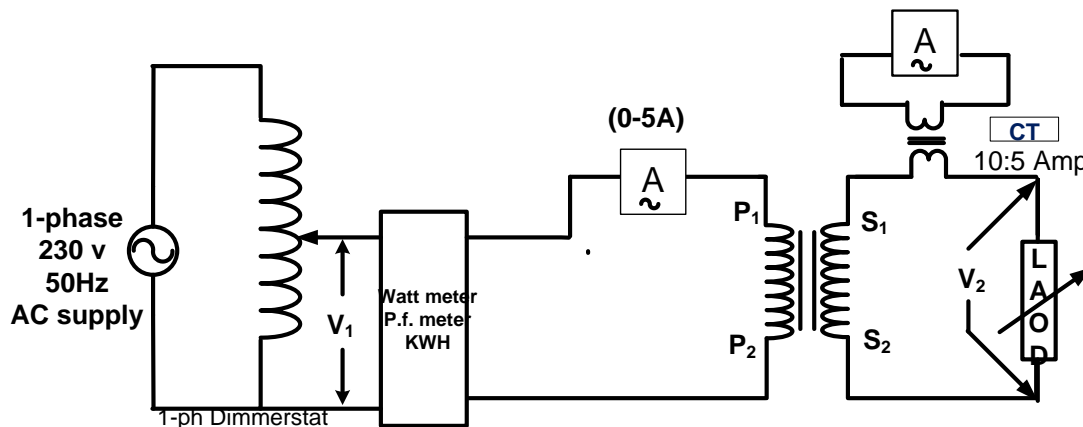 A
(0-5A)
CT
10:5 Amp
A
1-phase
230 v
50Hz
AC supply
P1
S1
V1
Watt meter
P.f. meter
KWH
V2
L
A
O
D
P2
S2
1-ph Dimmerstat